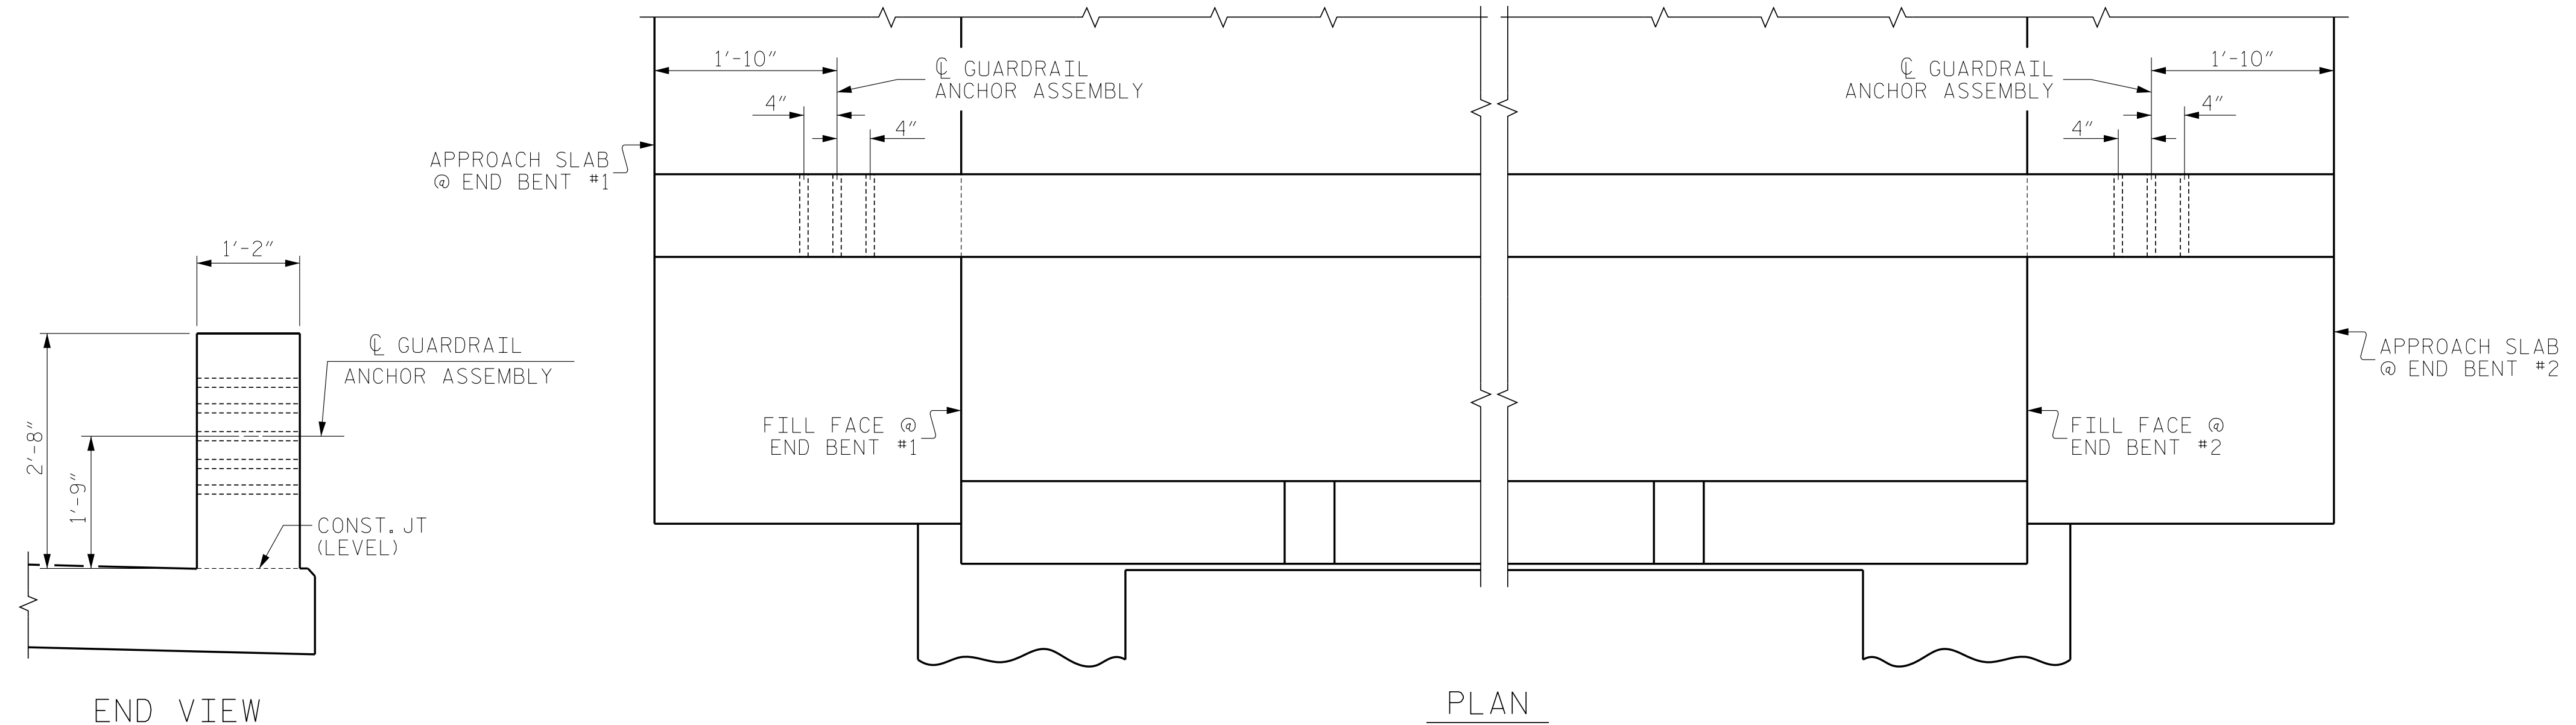 1'-10"
℄ GUARDRAIL
ANCHOR ASSEMBLY
4"
4"
APPROACH SLAB
@ END BENT #1
℄ GUARDRAIL
ANCHOR ASSEMBLY
1'-10"
4"
4"
1'-2"
2'-8"
1'-9"
℄ GUARDRAIL
ANCHOR ASSEMBLY
CONST. JT
(LEVEL)
FILL FACE @
END BENT #1
FILL FACE @
END BENT #2
APPROACH SLAB
@ END BENT #2
END VIEW
PLAN